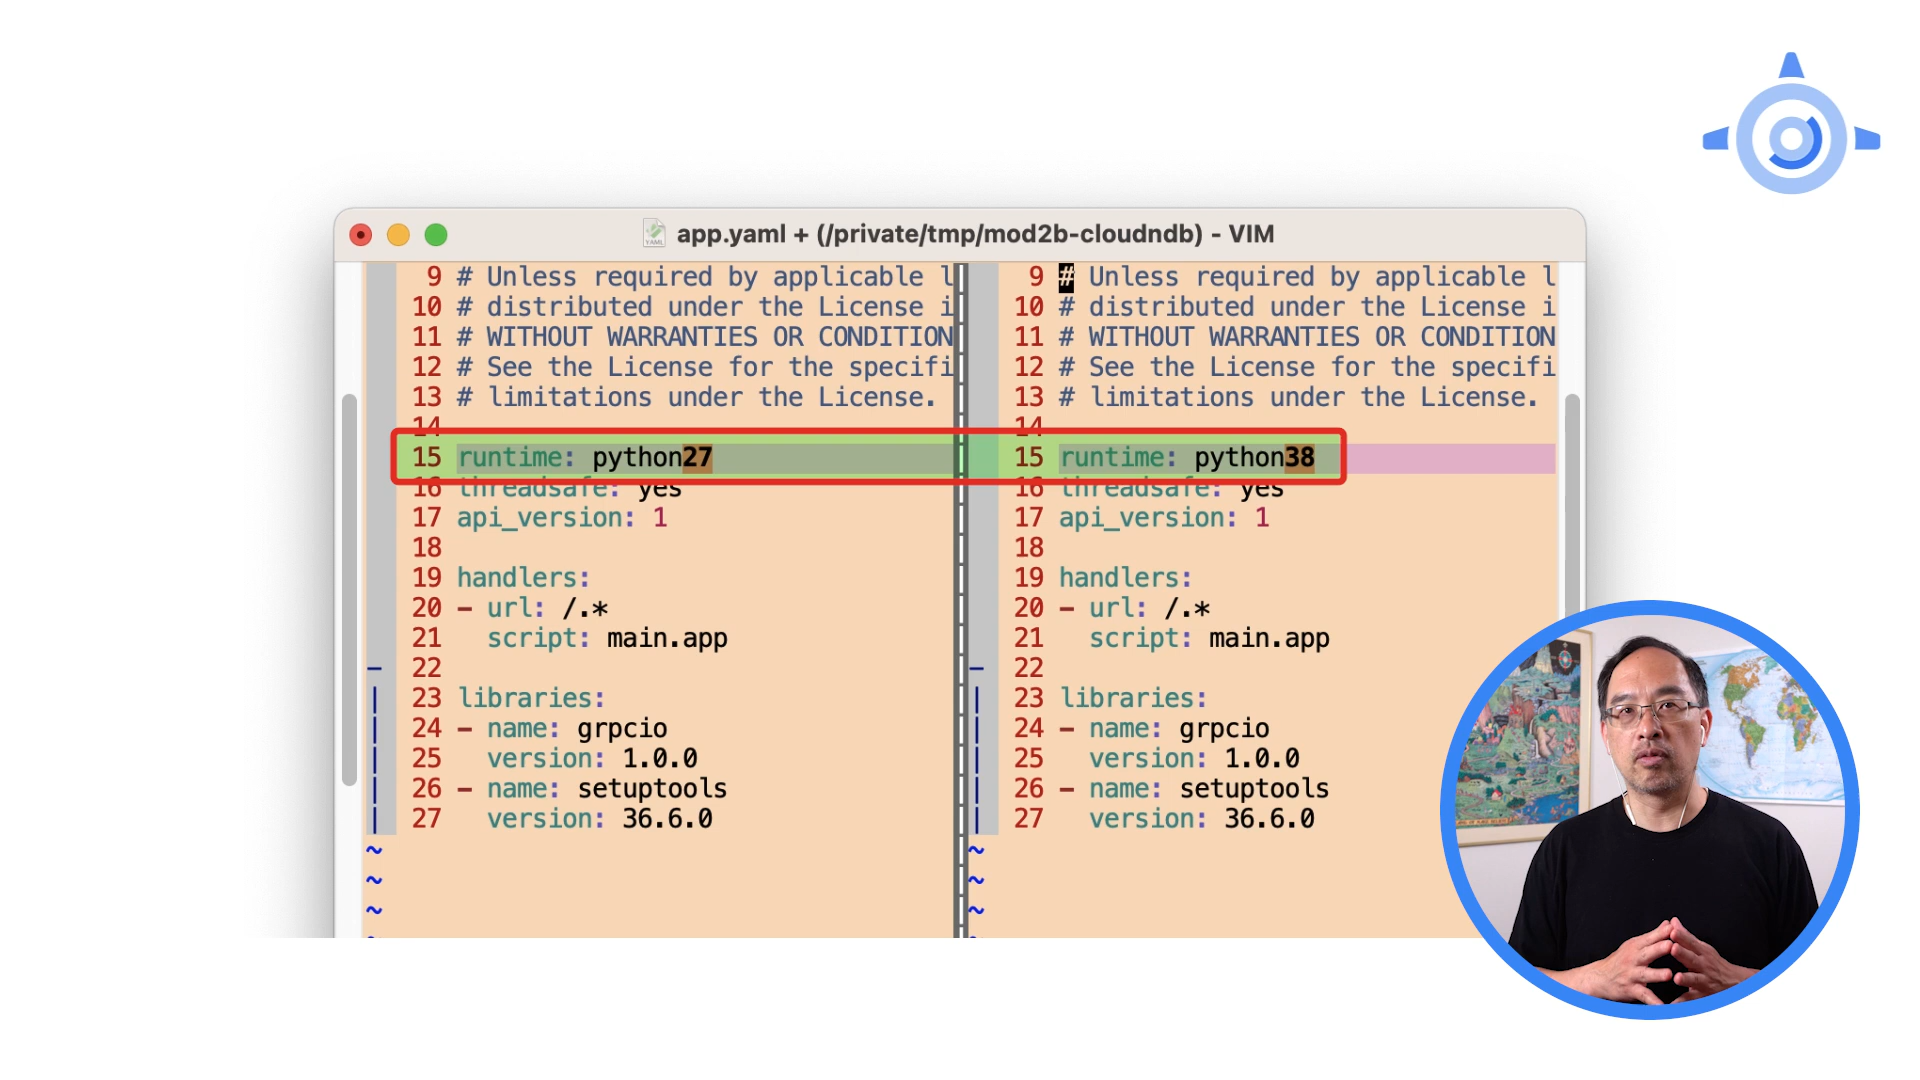 app.yaml + (/private/tmp/mod2b-cloudndb) - VIM
9 # Unless required by applicable l
10 # distributed under the License i
11 # WITHOUT WARRANTIES OR CONDITION
12 # See the License for the specifi
13 # limitations under the License.
14
15 runtime: python27
16 threadsafe: yes
17 api_version: 1
18
19 handlers:
20 - url: /.*
21   script: main.app
22
23 libraries:
24 - name: grpcio
25   version: 1.0.0
26 - name: setuptools
27   version: 36.6.0
~
~
~
9 # Unless required by applicable l
10 # distributed under the License i
11 # WITHOUT WARRANTIES OR CONDITION
12 # See the License for the specifi
13 # limitations under the License.
14
15 runtime: python38
16 threadsafe: yes
17 api_version: 1
18
19 handlers:
20 - url: /.*
21   script: main.app
22
23 libraries:
24 - name: grpcio
25   version: 1.0.0
26 - name: setuptools
27   version: 36.6.0
~
~
~